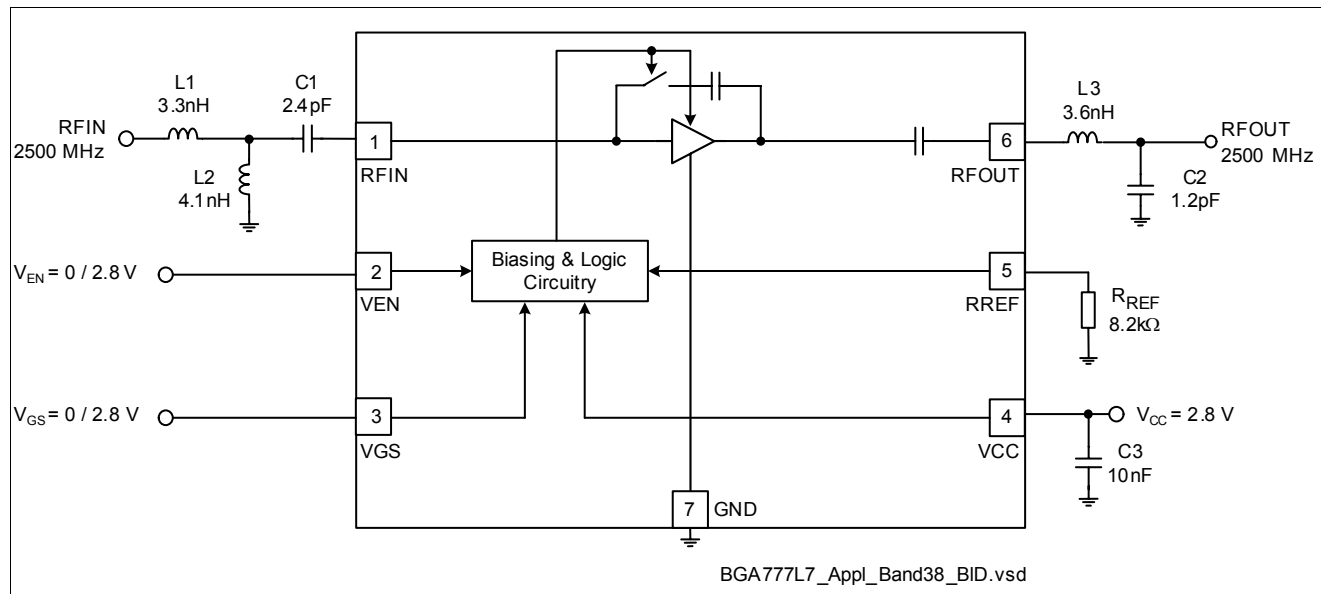 L1
3.3nH
C1
2.4pF
RFIN
2500 MHz
L2
4.1nH
1
RFIN
6
RFOUT
L3
3.6nH
RFOUT
2500 MHz
C2
1.2pF
VEN = 0 / 2.8 V
2
VEN
Biasing & Logic
Circuitry
5
RREF
RREF
8.2kΩ
VGS = 0 / 2.8 V
3
VGS
4
VCC
VCC = 2.8 V
C3
10nF
7
GND
BGA777L7_Appl_Band38_BID.vsd